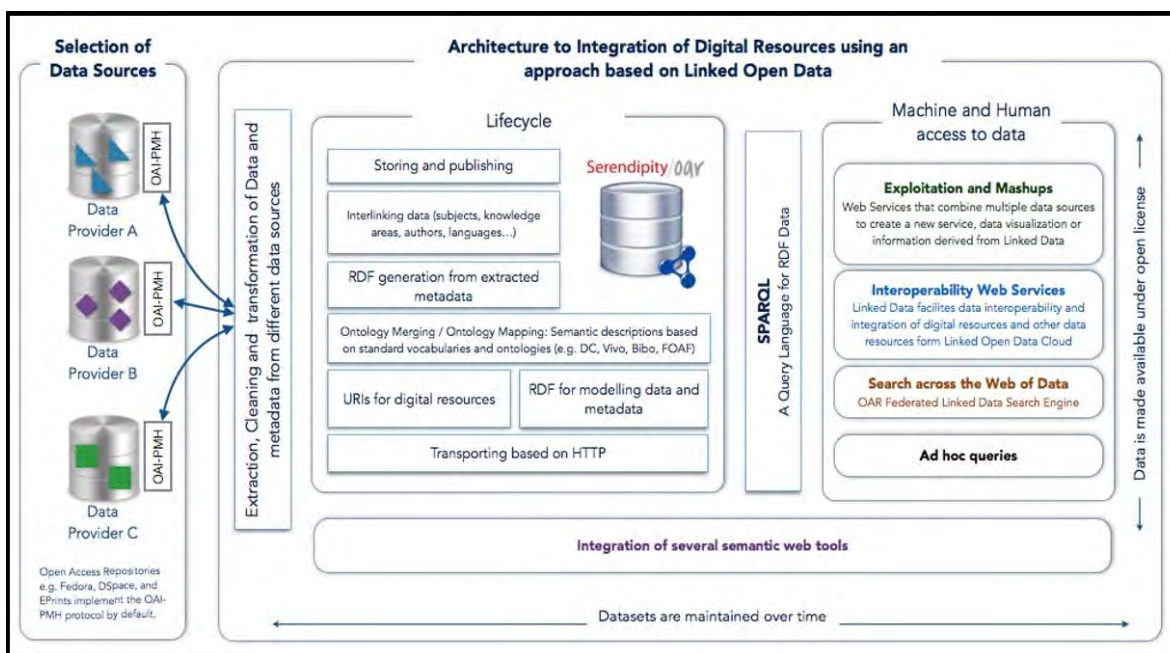 Selection of
Data Sources
OAI-PMH
Data
Provider A
OAI-PMH
Data
Provider B
OAI-PMH
Data
Provider C
Open Access Repositories
e.g. Fedora, DSpace, and
EPrints implement the OAI-
PMH protocol by default.
Architecture to Integration of Digital Resources using an
approach based on Linked Open Data
Extraction, Cleaning and transformation of Data and
metadata from different data sources
Lifecycle
Storing and publishing
Interlinking data (subjects, knowledge
areas, authors, languages...)
RDF generation from extracted
metadata
Ontology Merging / Ontology Mapping: Semantic descriptions based
on standard vocabularies and ontologies (e.g. DC, Vivo, Bibo, FOAF)
URIs for digital resources
RDF for modelling data and
metadata
Transporting based on HTTP
Serendipity/oar
SPARQL
A Query Language for RDF Data
Machine and Human
access to data
Exploitation and Mashups
Web Services that combine multiple data sources
to create a new service, data visualization or
information derived from Linked Data
Interoperability Web Services
Linked Data facilites data interoperability and
integration of digital resources and other data
resources form Linked Open Data Cloud
Search across the Web of Data
OAR Federated Linked Data Search Engine
Ad hoc queries
Data is made available under open license
Integration of several semantic web tools
Datasets are maintained over time